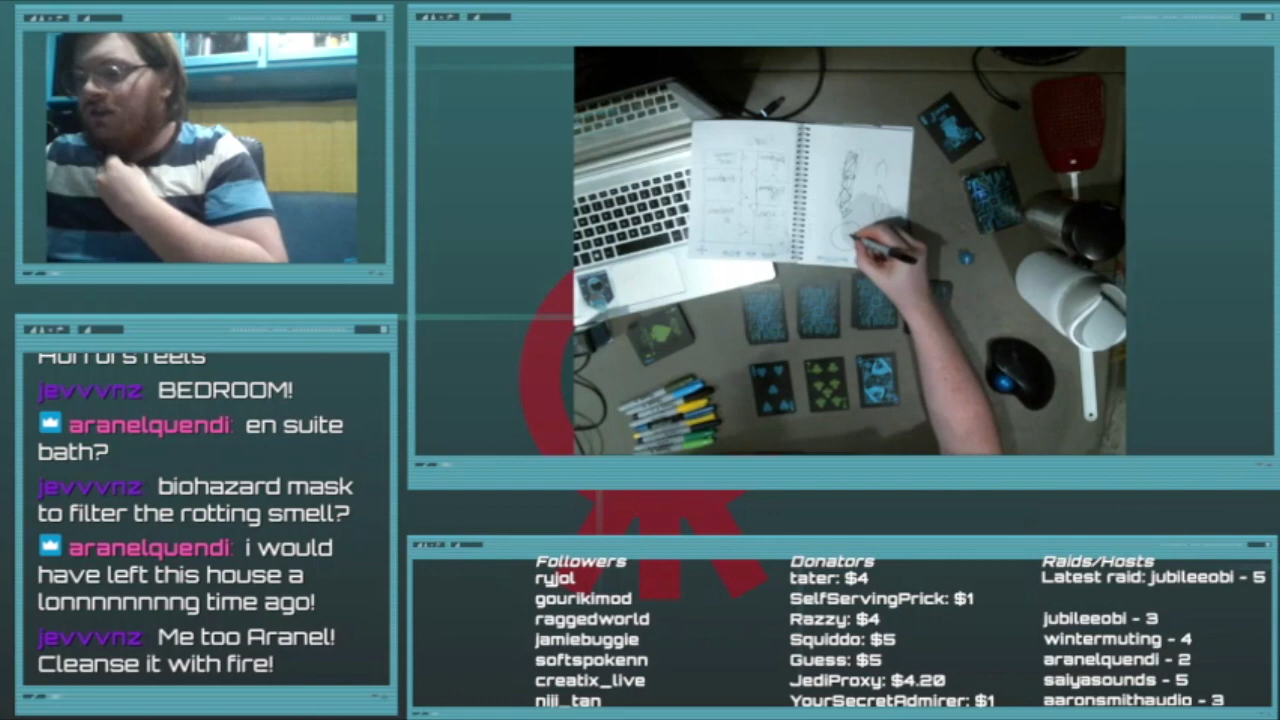 Horrors feels
jevvvnz: BEDROOM!
aranelquendi: en suite
bath?
jevvvnz: biohazard mask
to filter the rotting smell?
aranelquendi: i would
have left this house a
lonnnnnnnng time ago!
jevvvnz: Me too Aranel!
Cleanse it with fire!
Followers
ryjol
gourikimod
raggedworld
jamiebuggie
softspokenn
creatix_live
niji_tan
Donators
tater: $4
SelfServingPrick: $1
Razzy: $4
Squiddo: $5
Guess: $5
JediProxy: $4.20
YourSecretAdmirer: $1
Raids/Hosts
Latest raid: jubileeobi - 5
jubileeobi - 3
wintermuting - 4
aranelquendi - 2
saiyasounds - 5
aaronsmithaudio - 3